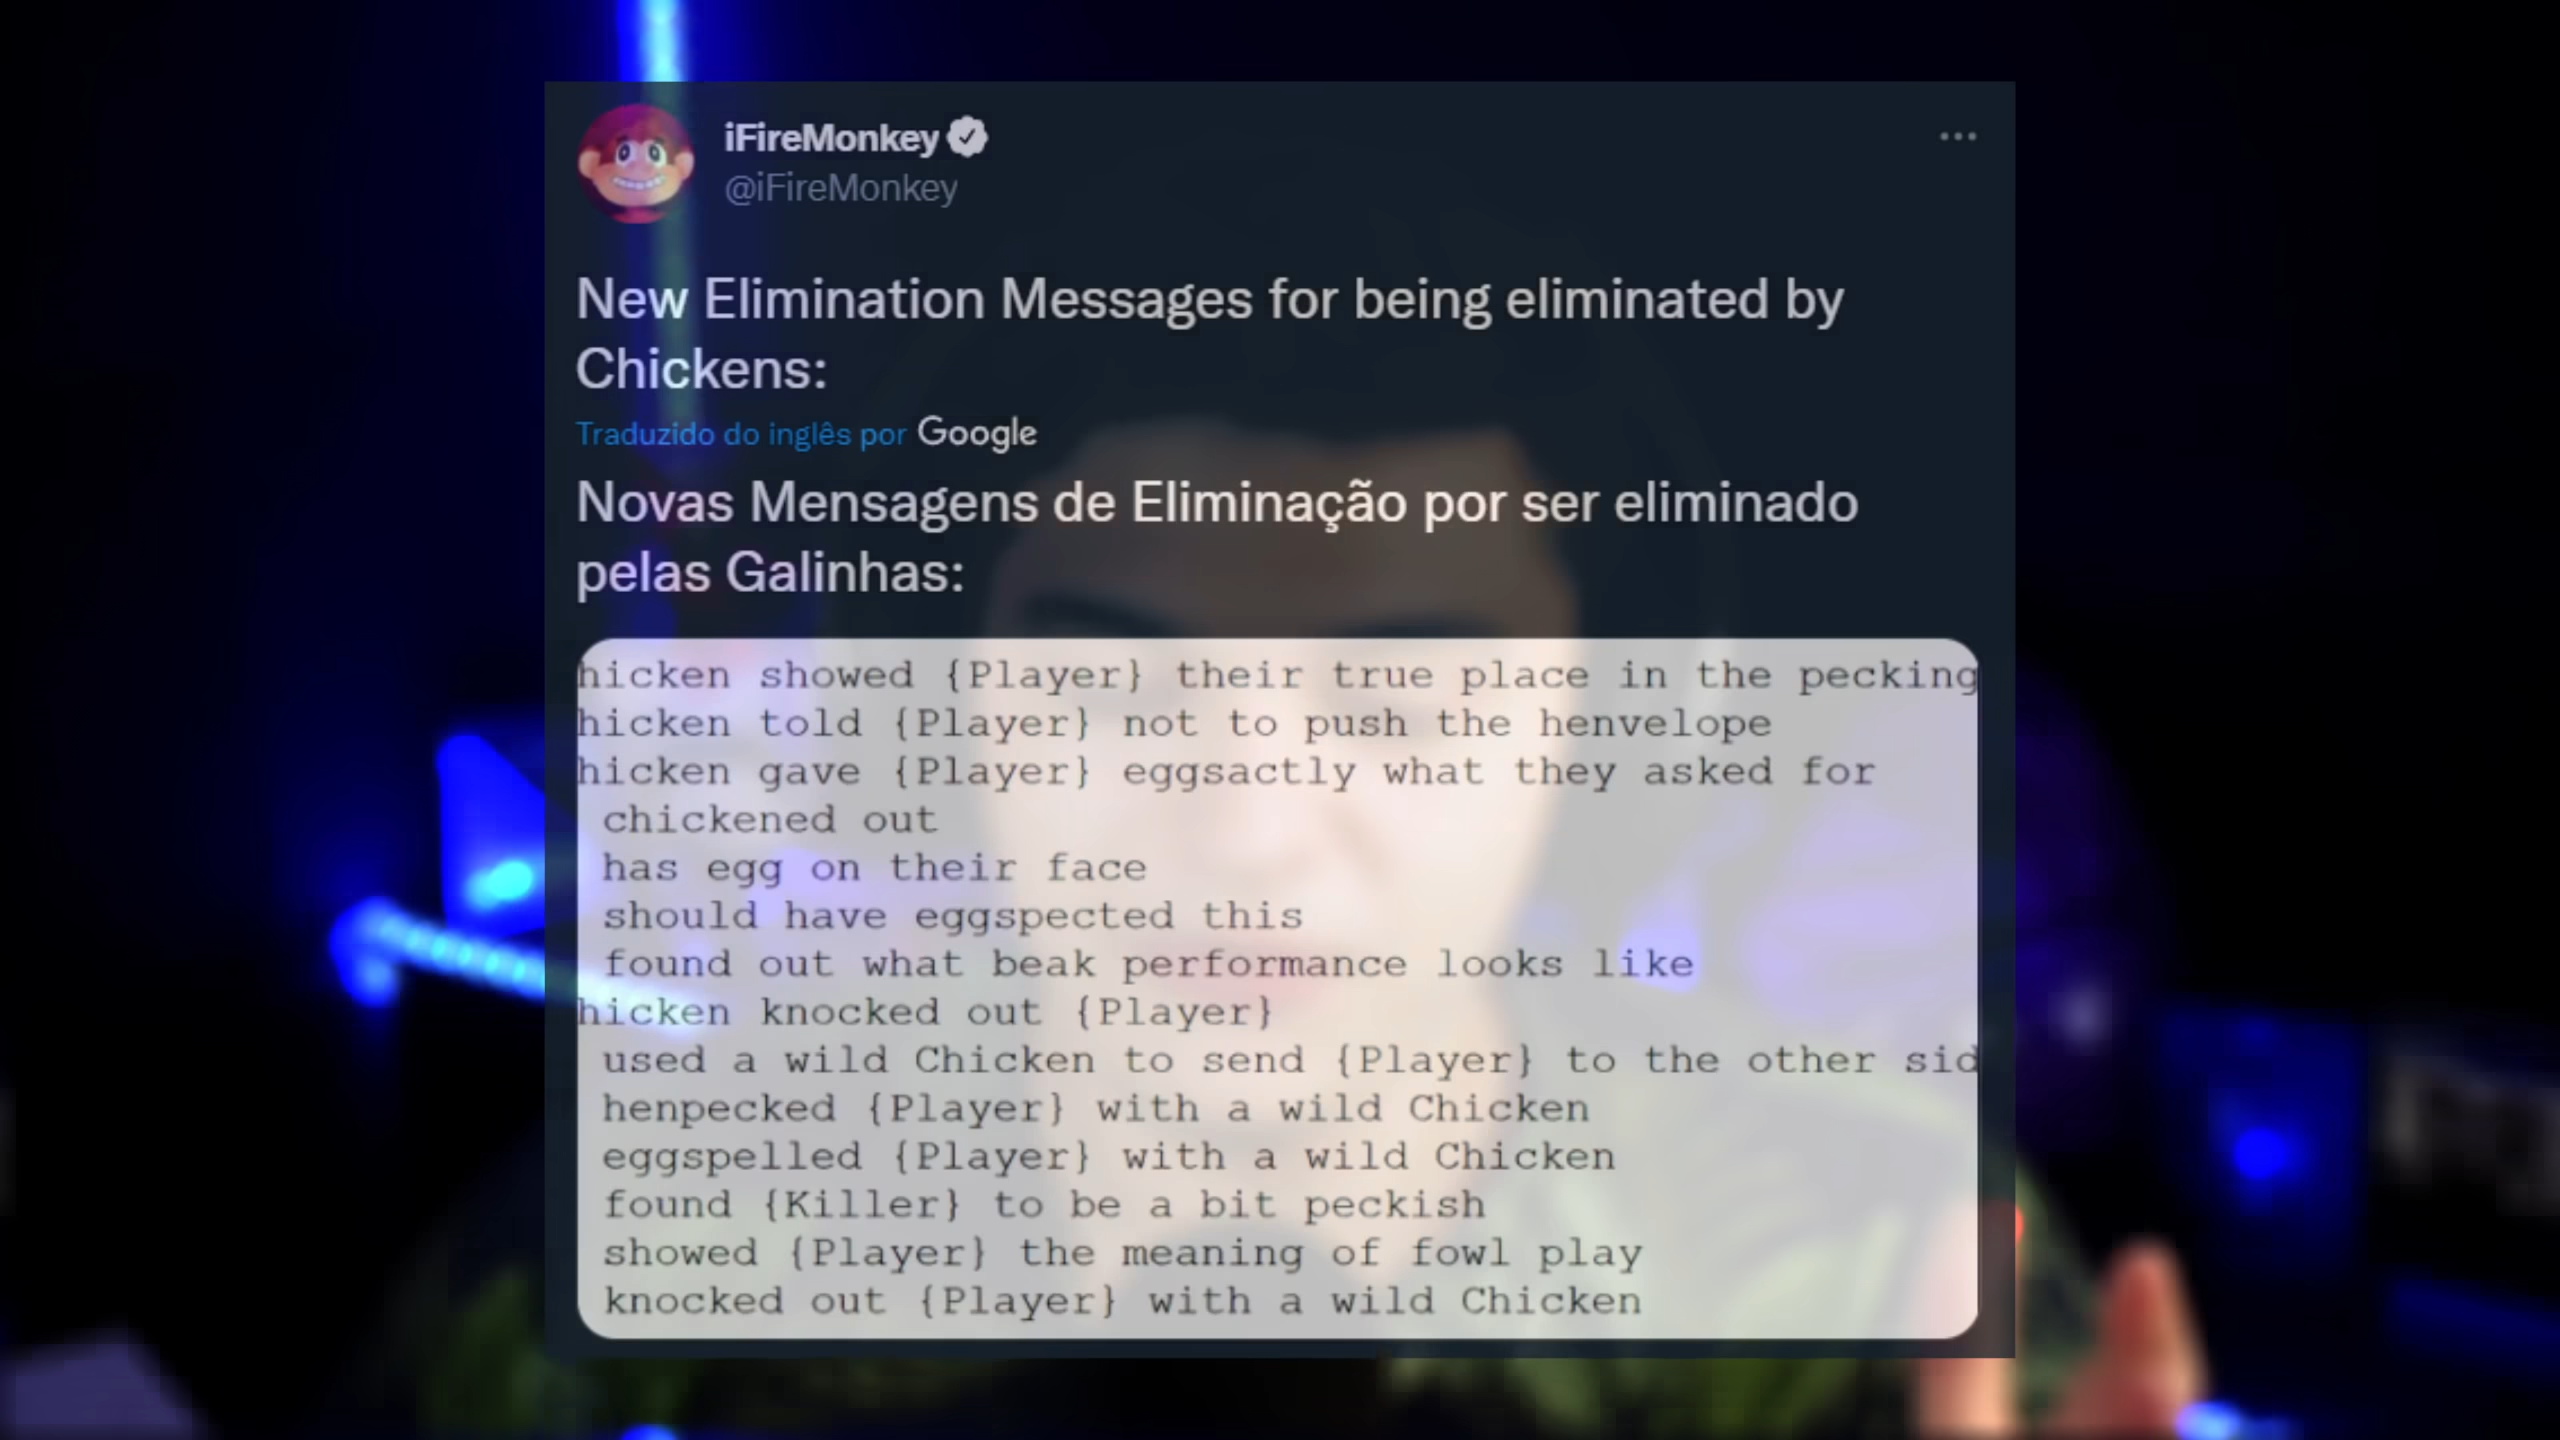 iFireMonkey
@iFireMonkey
New Elimination Messages for being eliminated by
Chickens:
Traduzido do inglês por Google
Novas Mensagens de Eliminação por ser eliminado
pelas Galinhas:
hicken showed {Player} their true place in the pecking
hicken told {Player} not to push the henvelope
hicken gave {Player} eggsactly what they asked for
chickened out
has egg on their face
should have eggspected this
found out what beak performance looks like
hicken knocked out {Player}
used a wild Chicken to send {Player} to the other sid
henpecked {Player} with a wild Chicken
eggspelled {Player} with a wild Chicken
found {Killer} to be a bit peckish
showed {Player} the meaning of fowl play
knocked out {Player} with a wild Chicken